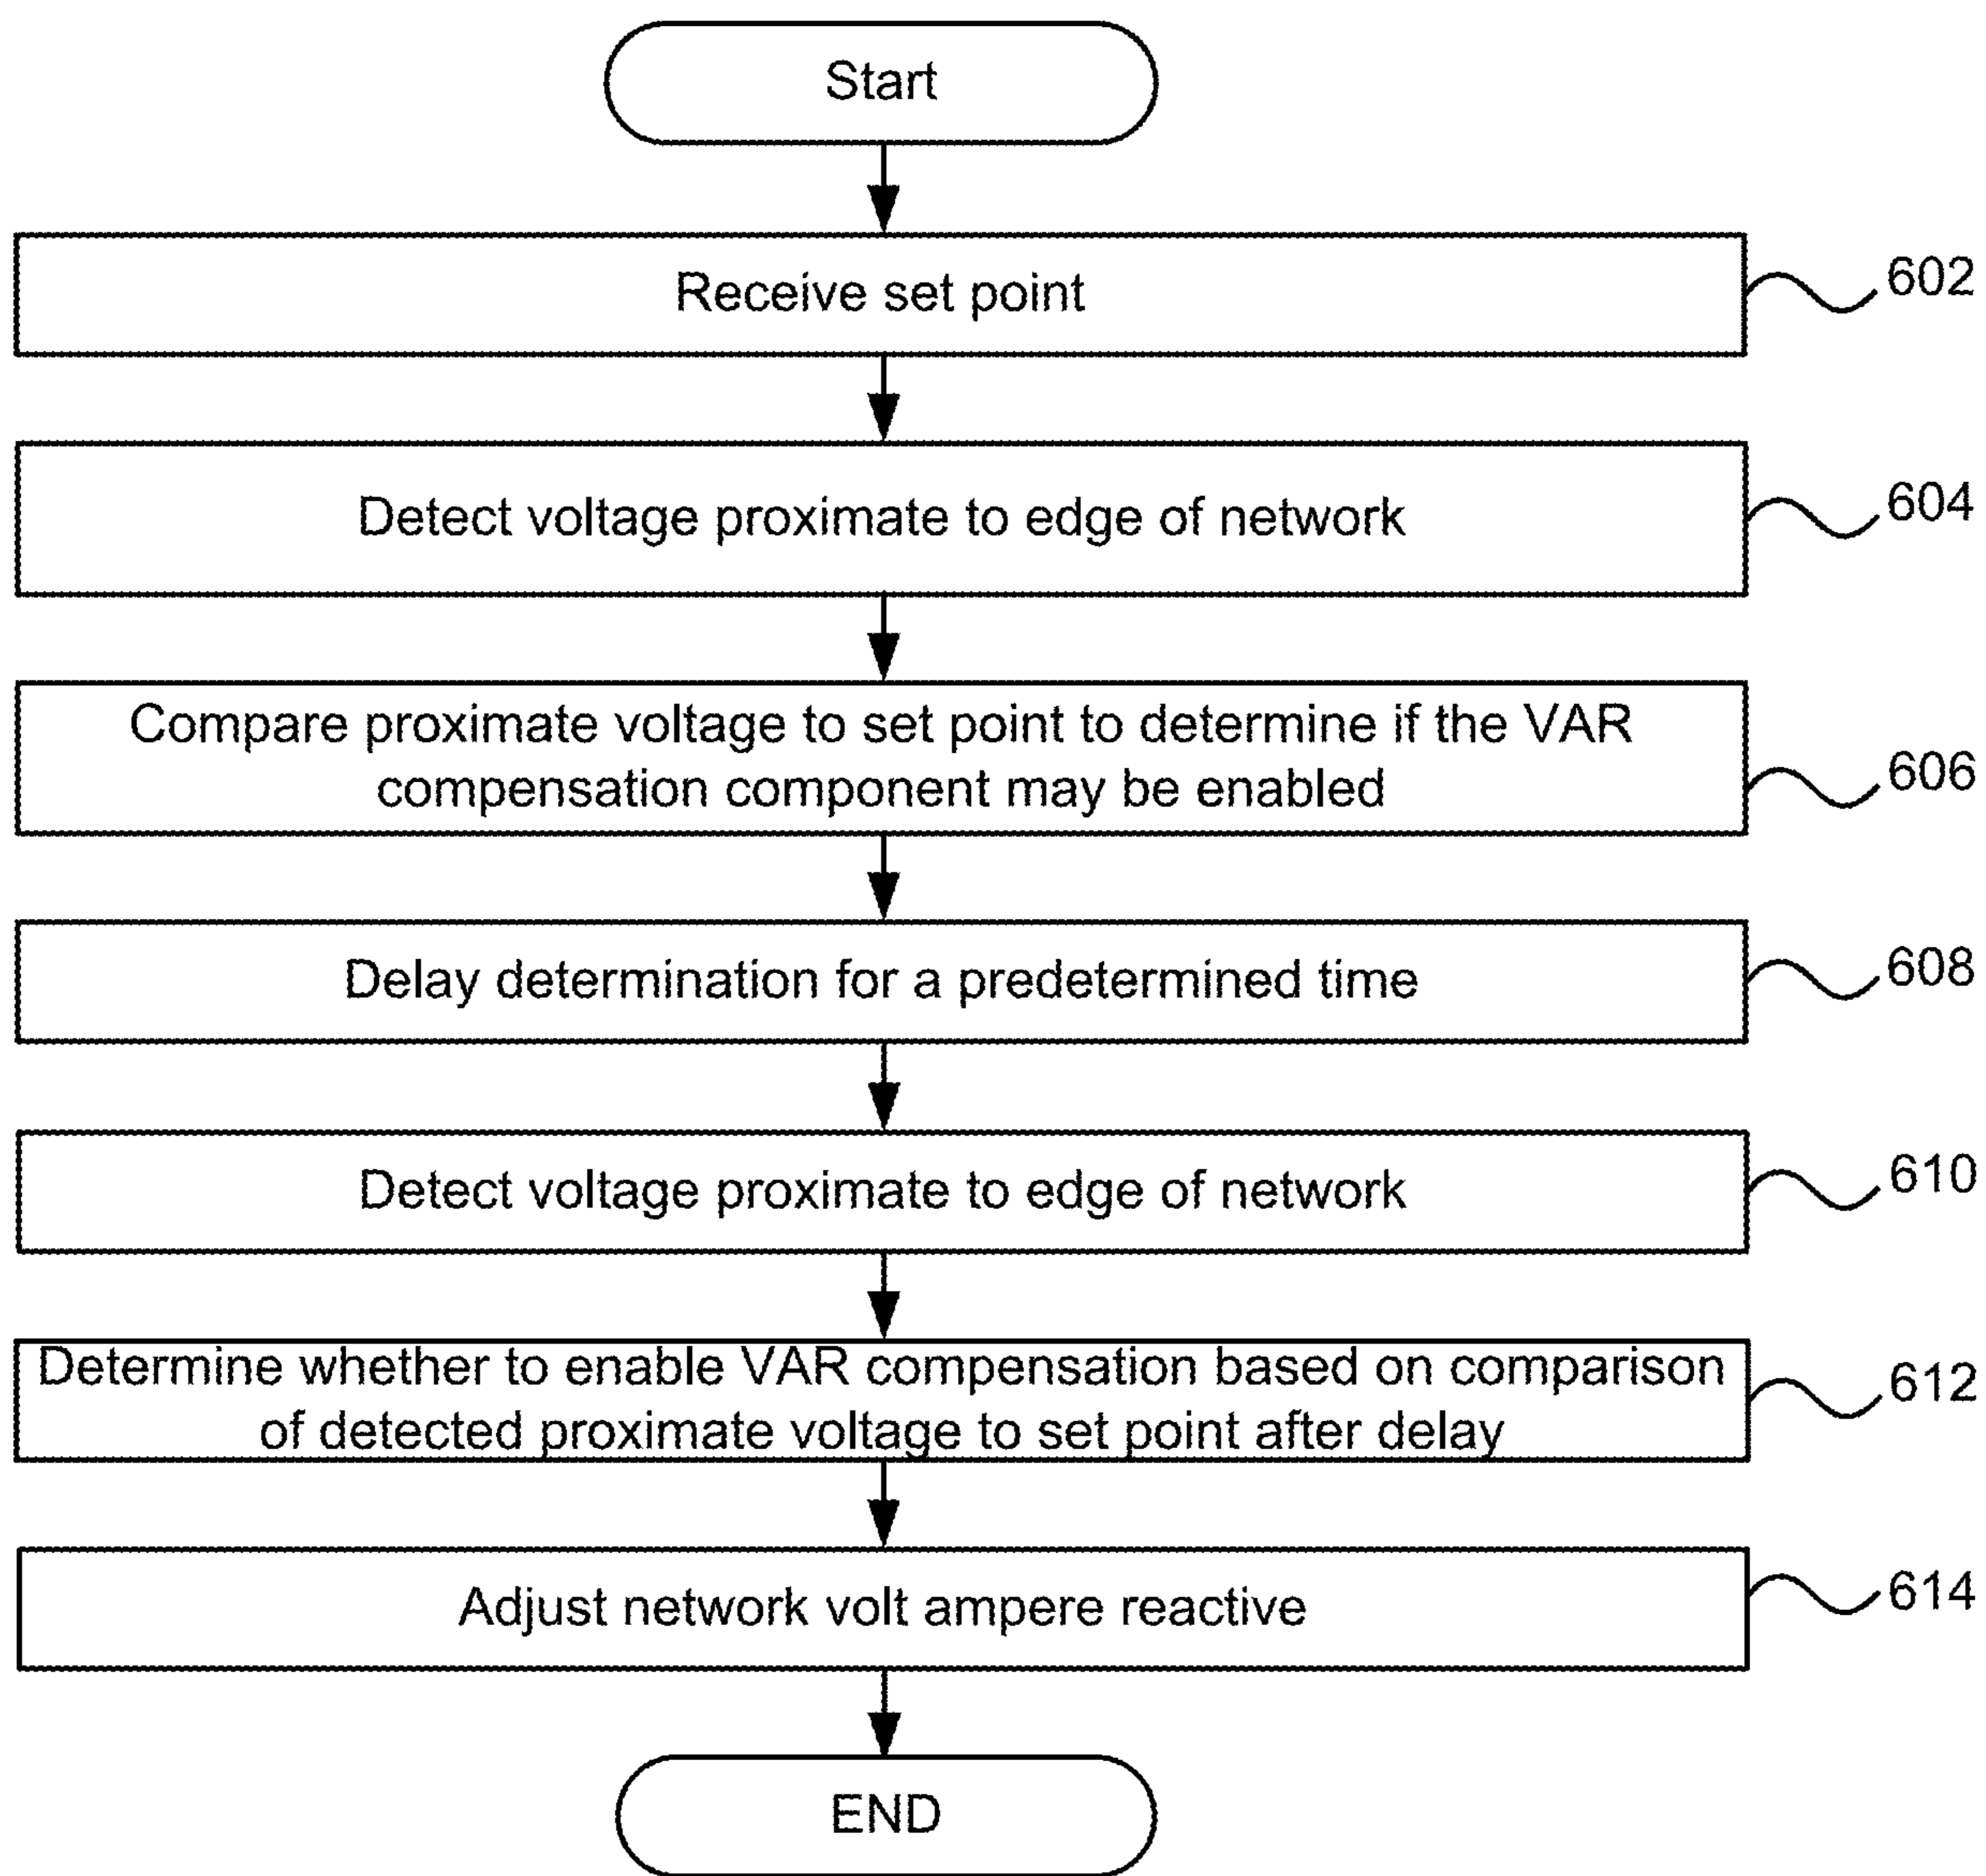 Start
Receive set point
602
Detect voltage proximate to edge of network
604
Compare proximate voltage to set point to determine if the VAR
compensation component may be enabled
606
Delay determination for a predetermined time
608
Detect voltage proximate to edge of network
610
Determine whether to enable VAR compensation based on comparison
of detected proximate voltage to set point after delay
612
Adjust network volt ampere reactive
614
END